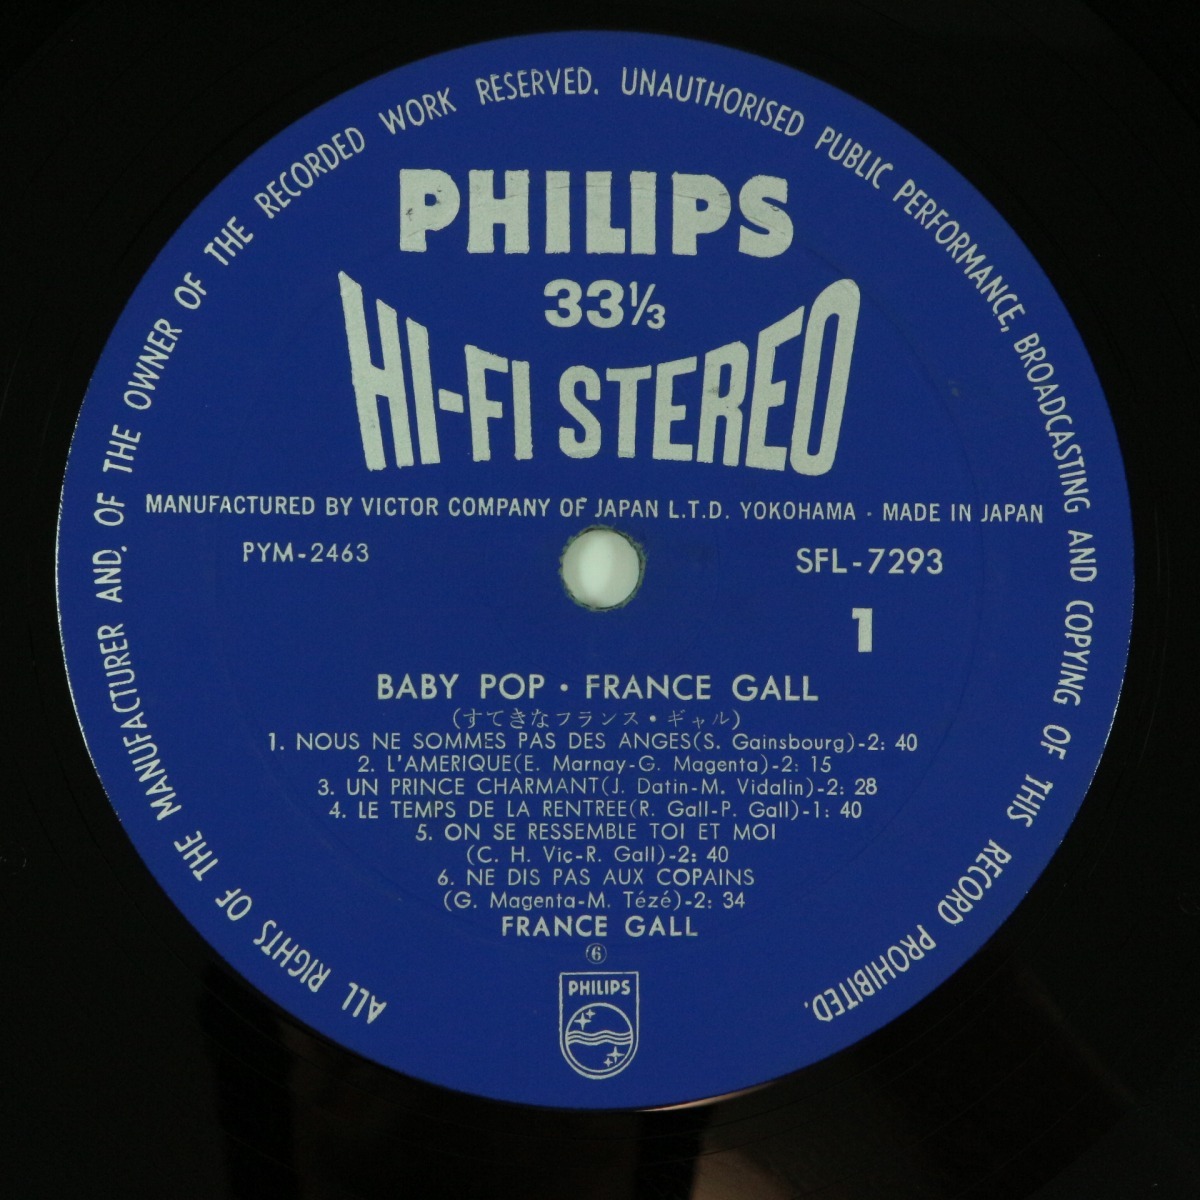 ALL RIGHTS OF THE MANUFACTURER AND. OF THE OWNER OF THE RECORDED WORK RESERVED. UNAUTHORISED PUBLIC PERFORMANCE, BROADCASTING AND COPYING OF THIS RECORD PROHIBITED.
PHILIPS
33⅓
HI-FI STEREO
MANUFACTURED BY VICTOR COMPANY OF JAPAN L.T.D. YOKOHAMA · MADE IN JAPAN
PYM-2463 SFL-7293
1
BABY POP · FRANCE GALL
(すてきなフランス・ギャル)
1. NOUS NE SOMMES PAS DES ANGES(S. Gainsbourg)-2: 40
2. L'AMERIQUE(E. Marnay-G. Magenta)-2: 15
3. UN PRINCE CHARMANT(J. Datin-M. Vidalin)-2: 28
4. LE TEMPS DE LA RENTREE(R. Gall-P. Gall)-1: 40
5. ON SE RESSEMBLE TOI ET MOI
(C. H. Vic-R. Gall)-2: 40
6. NE DIS PAS AUX COPAINS
(G. Magenta-M. Tézé)-2: 34
FRANCE GALL
⑥
PHILIPS